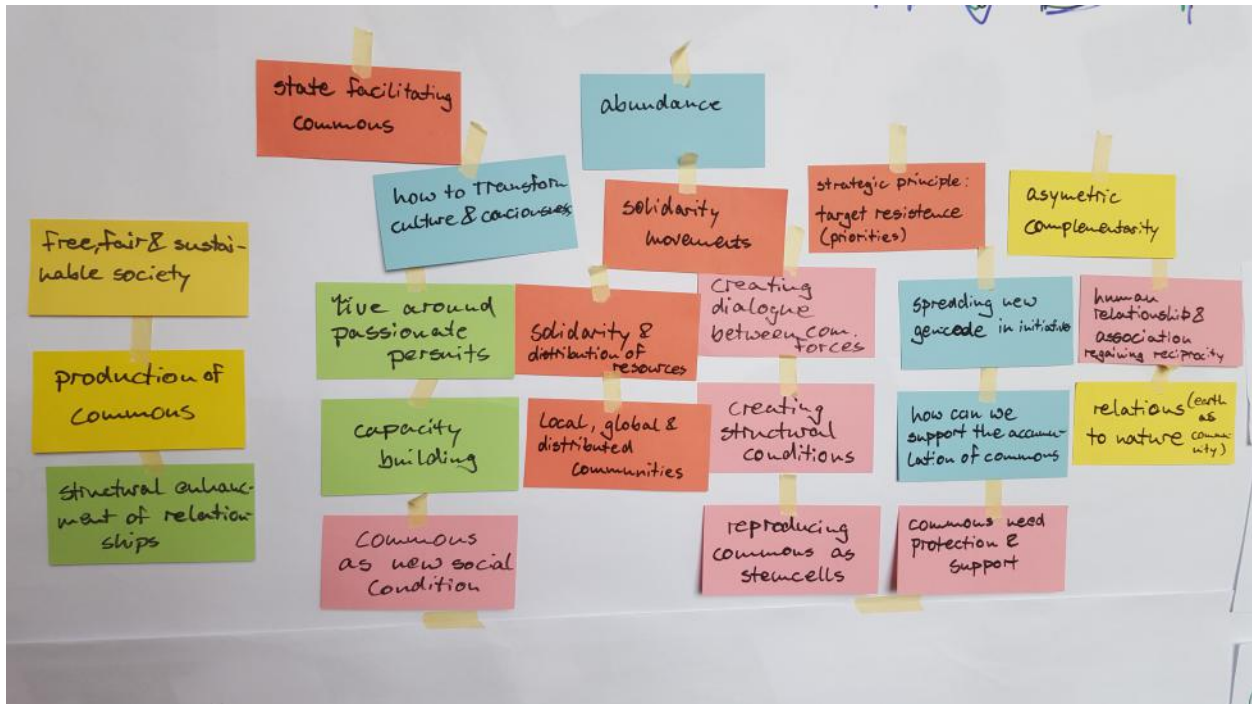 state facilitating
commons
abundance
how to transform
culture & conciousness
solidarity
movements
strategic principle:
target resistence
(priorities)
asymetric
complementarity
free, fair & sustai-
nable society
production of
commons
structural enhanc-
ment of relation-
ships
live around
passionate
persuits
capacity
building
commons
as new social
Condition
solidarity &
distribution of
resources
Local, global &
distributed
communities
creating
dialogue
between com.
forces
creating
structural
conditions
reproducing
commons as
stemcells
spreading new
gencode in initiative
how can we
support the accumu-
lation of commons
commons need
protection &
support
human
relationship &
association
regaining reciprocity
relations (earth
as
to nature commu-
nity)